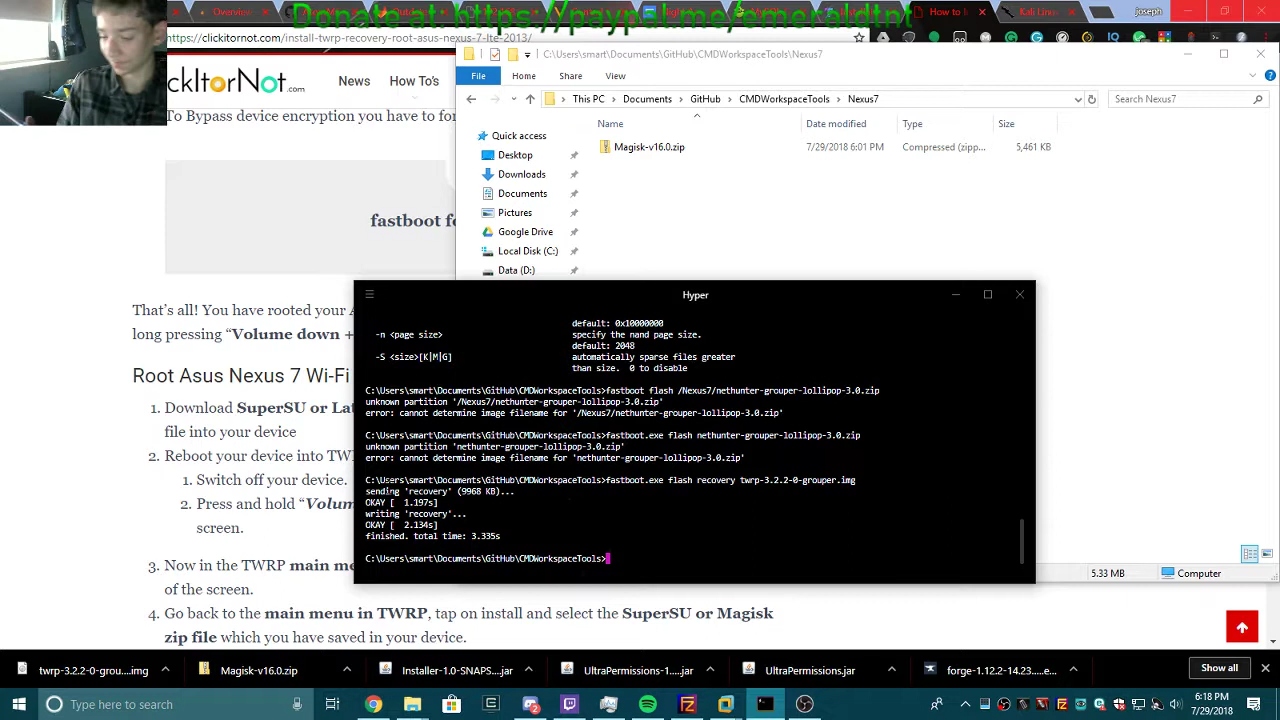 Donate at https://paypal.me/emeraldtnt
Overview
How to I
Kali Linu
joseph
https://clickitornot.com/install-twrp-recovery-root-asus-nexus-7-lte-2013/
C:\Users\smart\Documents\GitHub\CMDWorkspaceTools\Nexus7
ckItorNot.com
News
How To's
File
Home
Share
View
This PC
Documents
GitHub
CMDWorkspaceTools
Nexus7
Search Nexus7
To Bypass device encryption you have to for
Name
Date modified
Type
Size
Quick access
Magisk-v16.0.zip
7/29/2018 6:01 PM
Compressed (zipp...
5,461 KB
Desktop
Downloads
Documents
Pictures
Google Drive
Local Disk (C:)
Data (D:)
fastboot fo
Hyper
default: 0x10000000
-n <page size>
specify the nand page size.
default: 2048
-S <size>[K|M|G]
automatically sparse files greater
than size.  0 to disable
C:\Users\smart\Documents\GitHub\CMDWorkspaceTools>fastboot flash /Nexus7/nethunter-grouper-lollipop-3.0.zip
unknown partition '/Nexus7/nethunter-grouper-lollipop-3.0.zip'
error: cannot determine image filename for '/Nexus7/nethunter-grouper-lollipop-3.0.zip'
C:\Users\smart\Documents\GitHub\CMDWorkspaceTools>fastboot.exe flash nethunter-grouper-lollipop-3.0.zip
unknown partition 'nethunter-grouper-lollipop-3.0.zip'
error: cannot determine image filename for 'nethunter-grouper-lollipop-3.0.zip'
C:\Users\smart\Documents\GitHub\CMDWorkspaceTools>fastboot.exe flash recovery twrp-3.2.2-0-grouper.img
sending 'recovery' (9968 KB)...
OKAY [  1.197s]
writing 'recovery'...
OKAY [  2.134s]
finished. total time: 3.335s
C:\Users\smart\Documents\GitHub\CMDWorkspaceTools>
5.33 MB
Computer
That's all! You have rooted your A
long pressing "Volume down +
Root Asus Nexus 7 Wi-Fi
1. Download SuperSU or Lat
file into your device
2. Reboot your device into TW
1. Switch off your device.
2. Press and hold "Volum
screen.
3. Now in the TWRP main me
of the screen.
4. Go back to the main menu in TWRP, tap on install and select the SuperSU or Magisk
zip file which you have saved in your device.
twrp-3.2.2-0-grou....img
Magisk-v16.0.zip
Installer-1.0-SNAPS....jar
UltraPermissions.jar
UltraPermissions.jar
forge-1.12.2-14.23.....e...
Show all
Type here to search
6:18 PM
7/29/2018